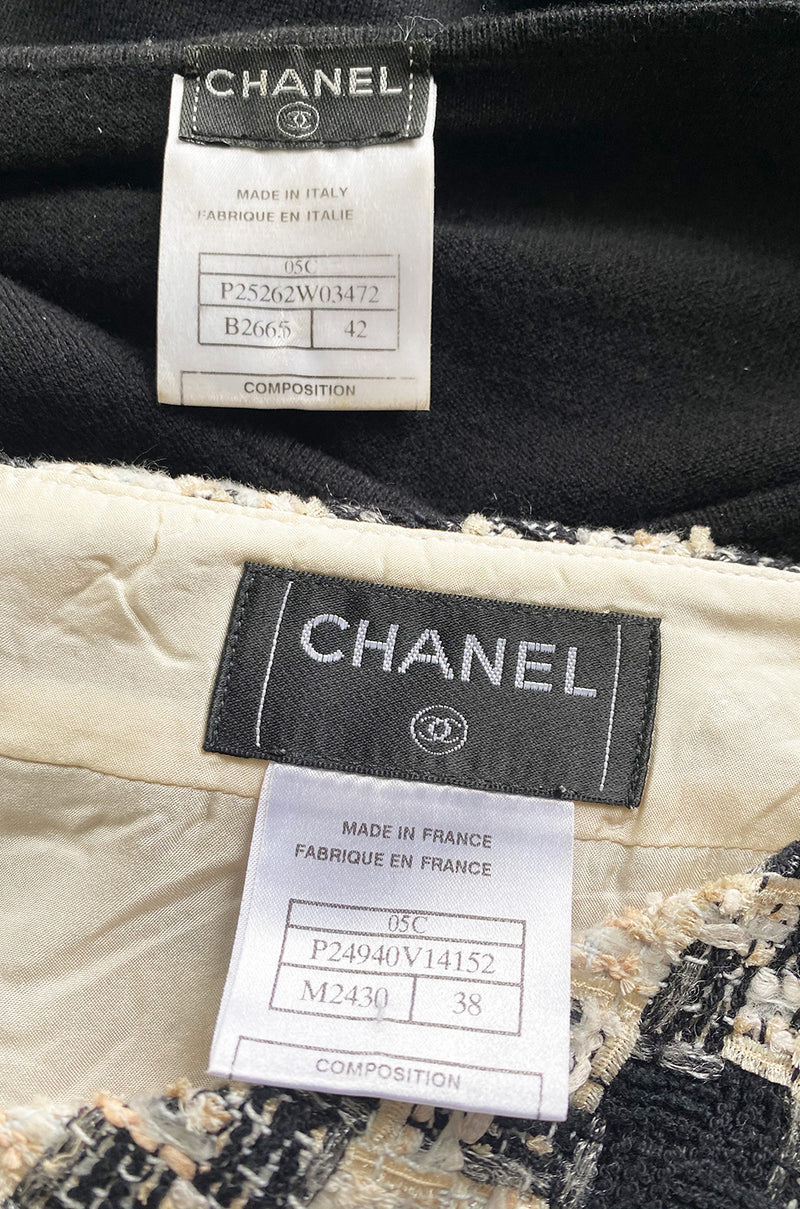 CHANEL
MADE IN ITALY
FABRIQUE EN ITALIE
05C
P25262W03472
B2665 42
COMPOSITION
CHANEL
MADE IN FRANCE
FABRIQUE EN FRANCE
05C
P24940V14152
M2430 38
COMPOSITION